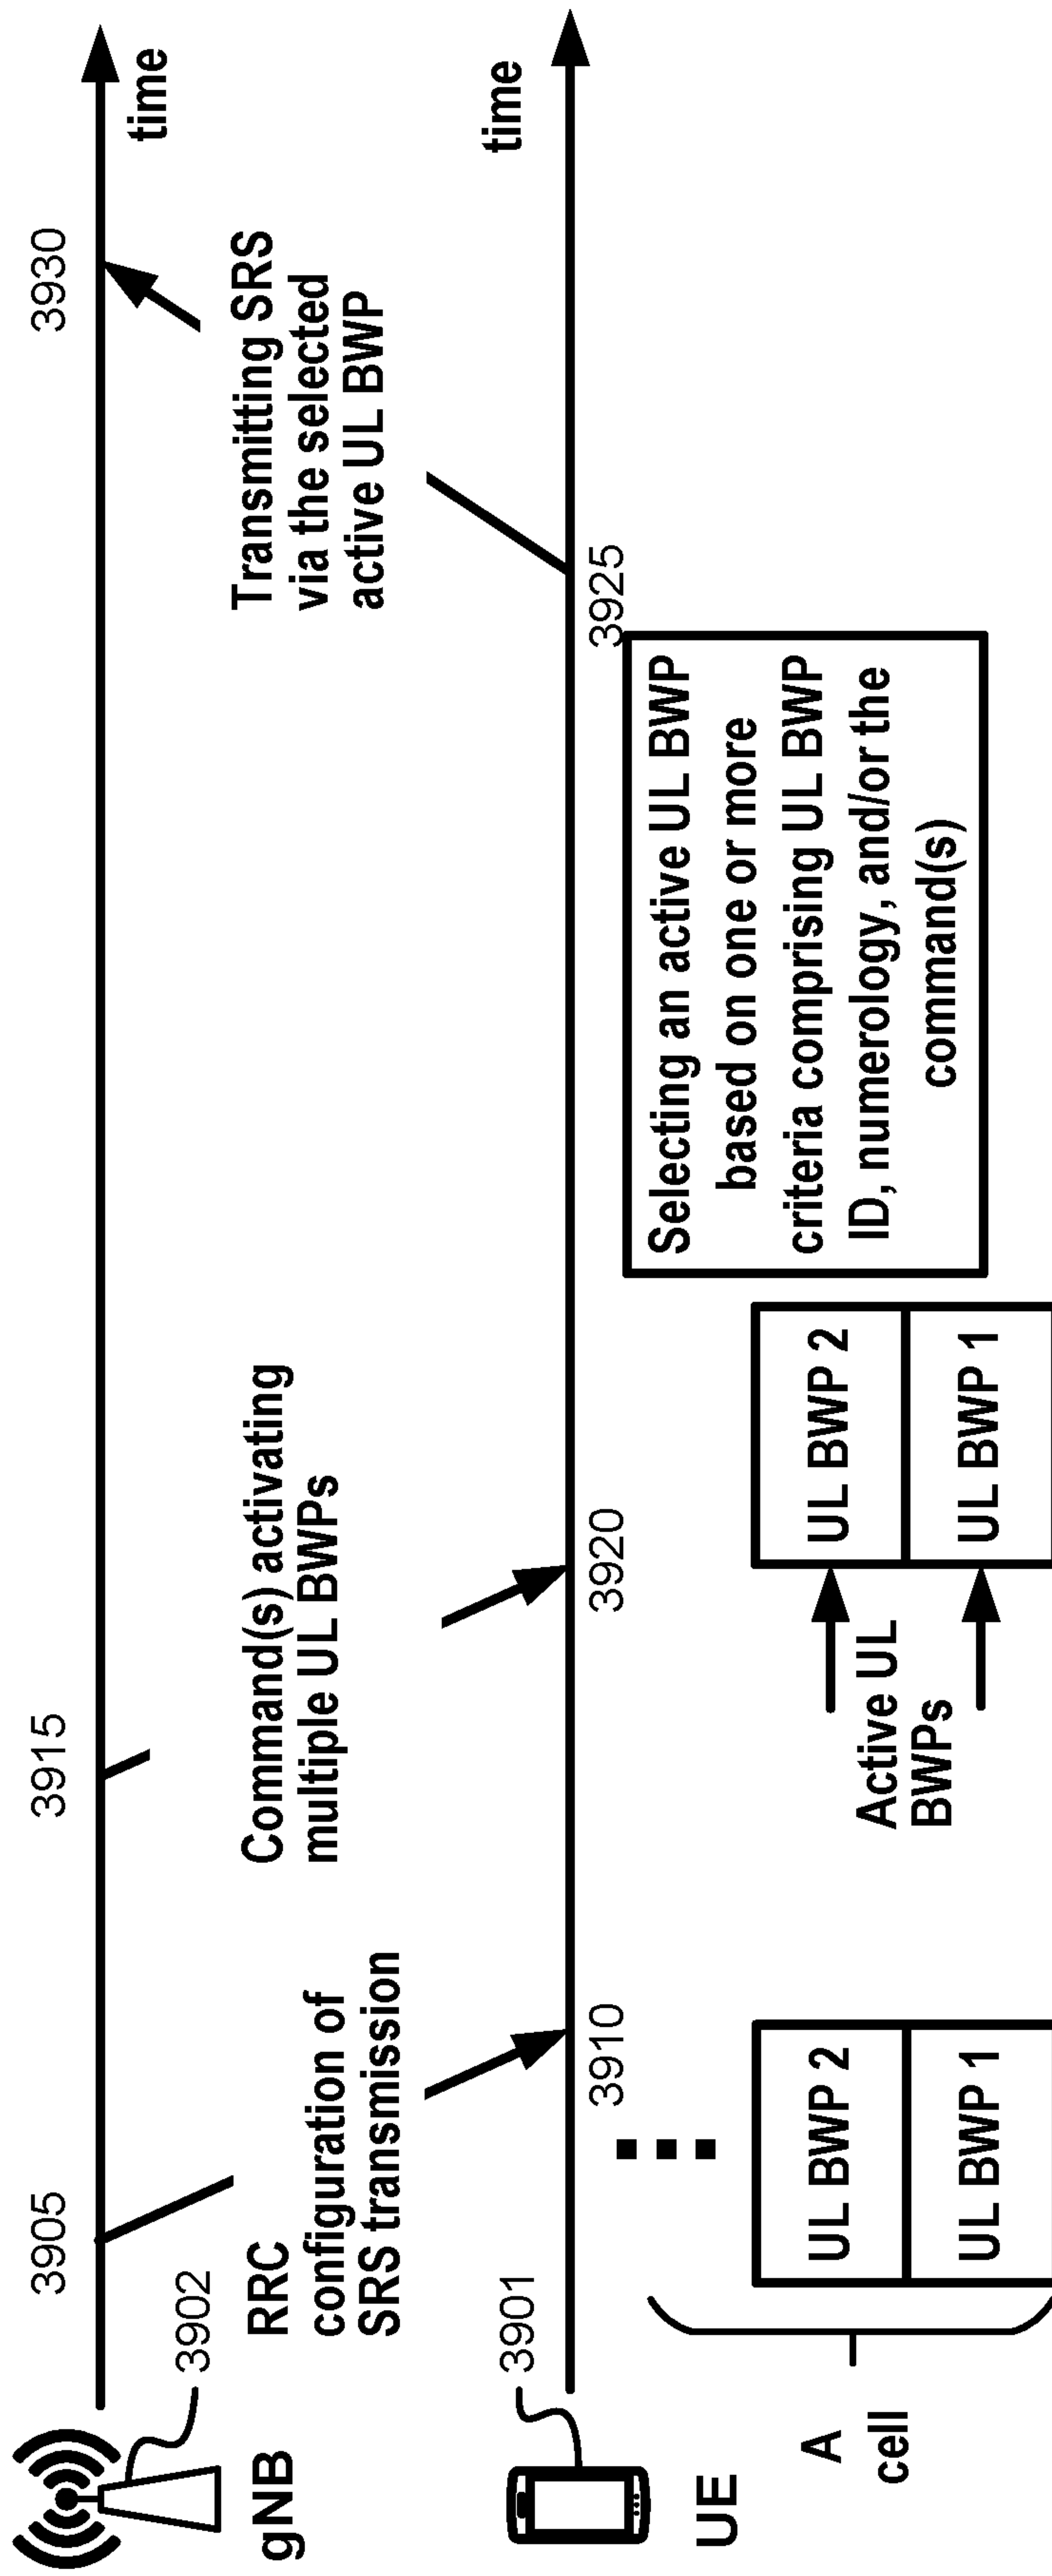 3905
3915
3930
time
3902
gNB
RRC
configuration of
SRS transmission
Command(s) activating
multiple UL BWPs
Transmitting SRS
via the selected
active UL BWP
3901
UE
time
3910
3920
3925
A
cell
UL BWP 2
UL BWP 1
Active UL
BWPs
UL BWP 2
UL BWP 1
Selecting an active UL BWP
based on one or more
criteria comprising UL BWP
ID, numerology, and/or the
command(s)